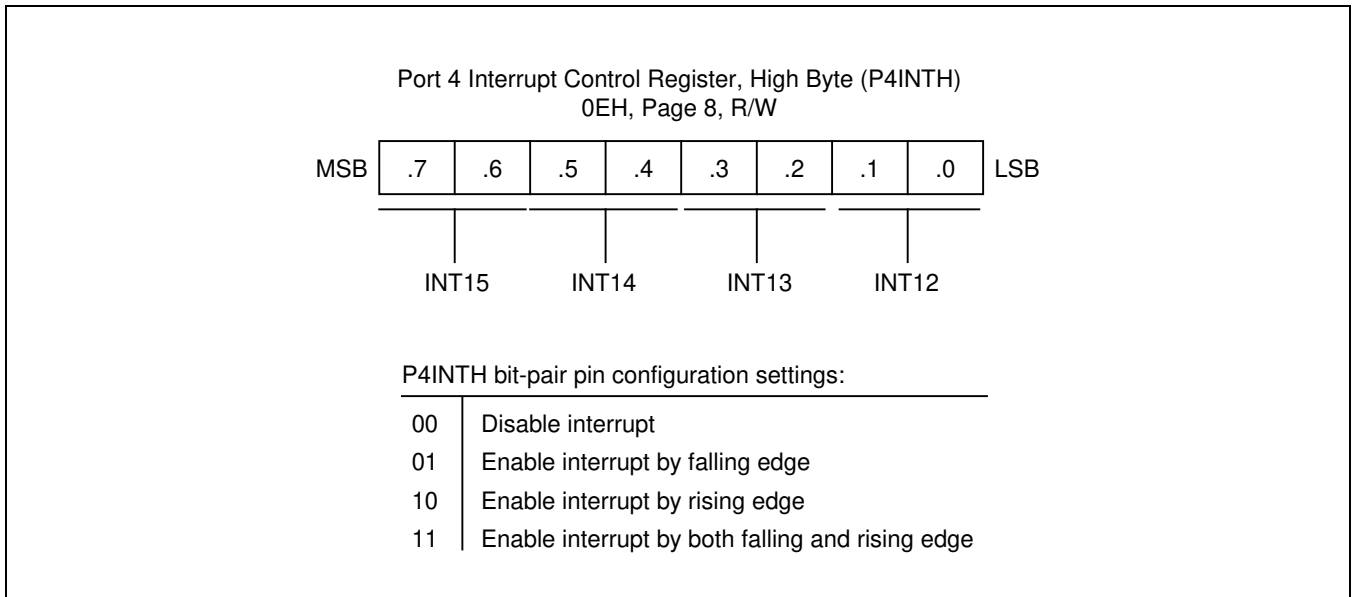 Port 4 Interrupt Control Register, High Byte (P4INTH)
0EH, Page 8, R/W
MSB .7 .6 .5 .4 .3 .2 .1 .0 LSB
INT15 INT14 INT13 INT12
P4INTH bit-pair pin configuration settings:
00 Disable interrupt
01 Enable interrupt by falling edge
10 Enable interrupt by rising edge
11 Enable interrupt by both falling and rising edge